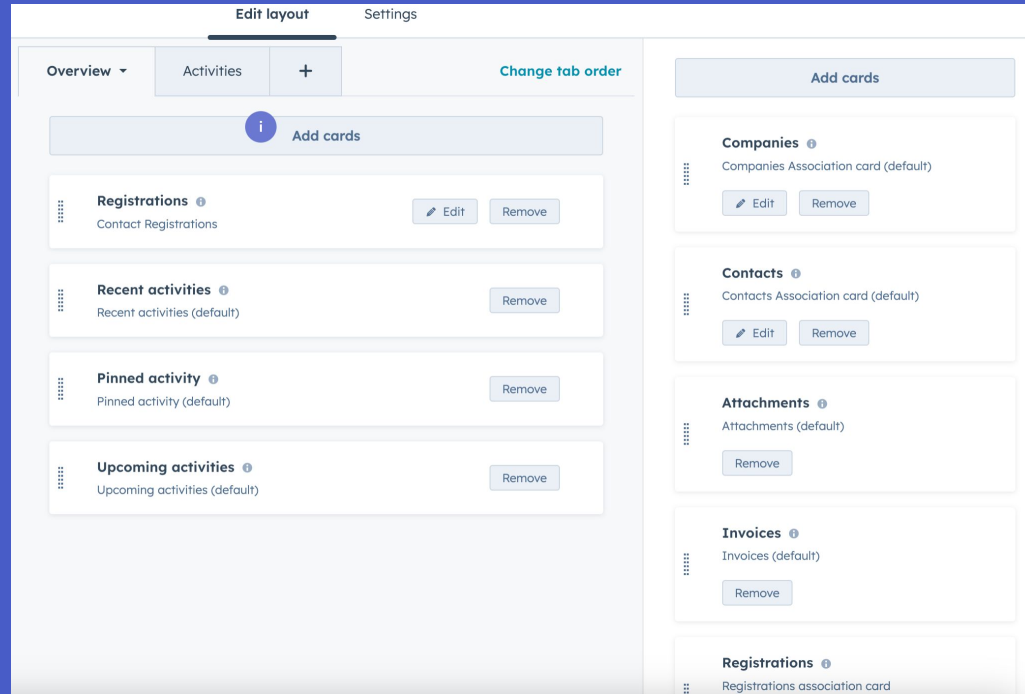 Edit layout
Settings
Overview
Activities
+
Change tab order
i
Add cards
Registrations
Contact Registrations
Edit
Remove
Recent activities
Recent activities (default)
Remove
Pinned activity
Pinned activity (default)
Remove
Upcoming activities
Upcoming activities (default)
Remove
Add cards
Companies
Companies Association card (default)
Edit
Remove
Contacts
Contacts Association card (default)
Edit
Remove
Attachments
Attachments (default)
Remove
Invoices
Invoices (default)
Remove
Registrations
Registrations association card